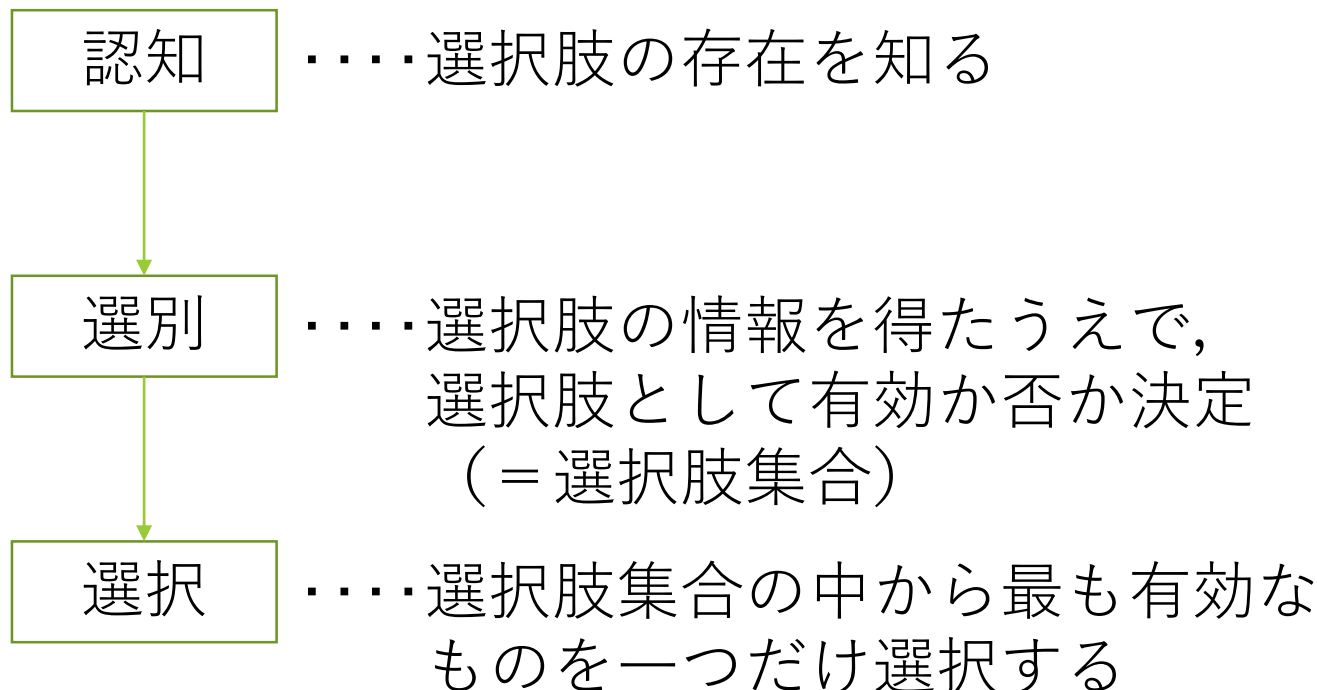 認知 ････選択肢の存在を知る
選別 ････選択肢の情報を得たうえで,
選択肢として有効か否か決定
（＝選択肢集合）
選択 ････選択肢集合の中から最も有効な
ものを一つだけ選択する